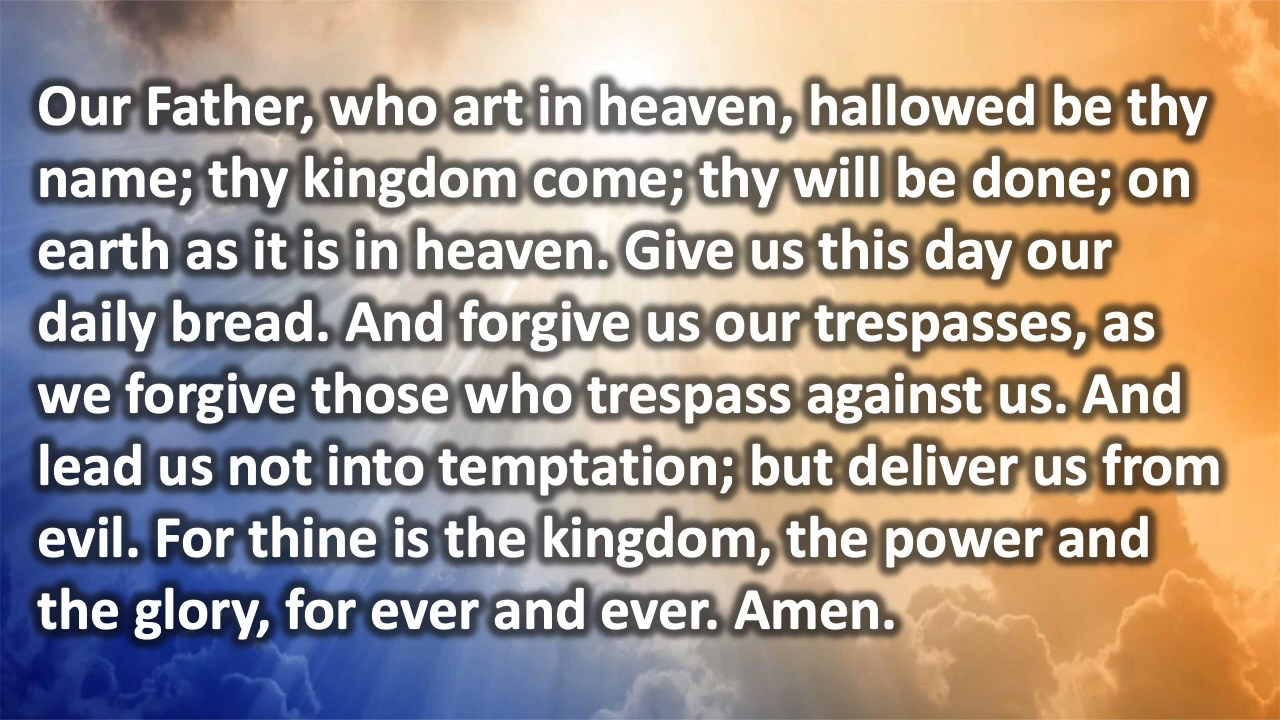 Our Father, who art in heaven, hallowed be thy
name; thy kingdom come; thy will be done; on
earth as it is in heaven. Give us this day our
daily bread. And forgive us our trespasses, as
we forgive those who trespass against us. And
lead us not into temptation; but deliver us from
evil. For thine is the kingdom, the power and
the glory, for ever and ever. Amen.